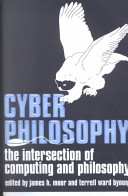 CYBER
PHILOSOPHY
the intersection of
computing and philosophy
edited by james h. moor and terrell ward bynum